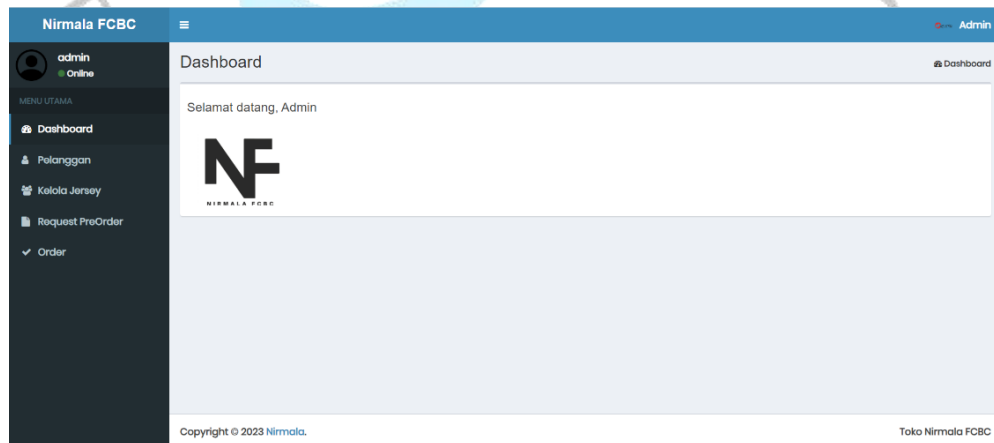 Nirmala FCBC
Admin
admin
Online
Dashboard
Dashboard
MENU UTAMA
Selamat datang, Admin
Dashboard
Pelanggan
NF
NIRMALA FCBC
Kelola Jersey
Request PreOrder
Order
Copyright © 2023 Nirmala.
Toko Nirmala FCBC